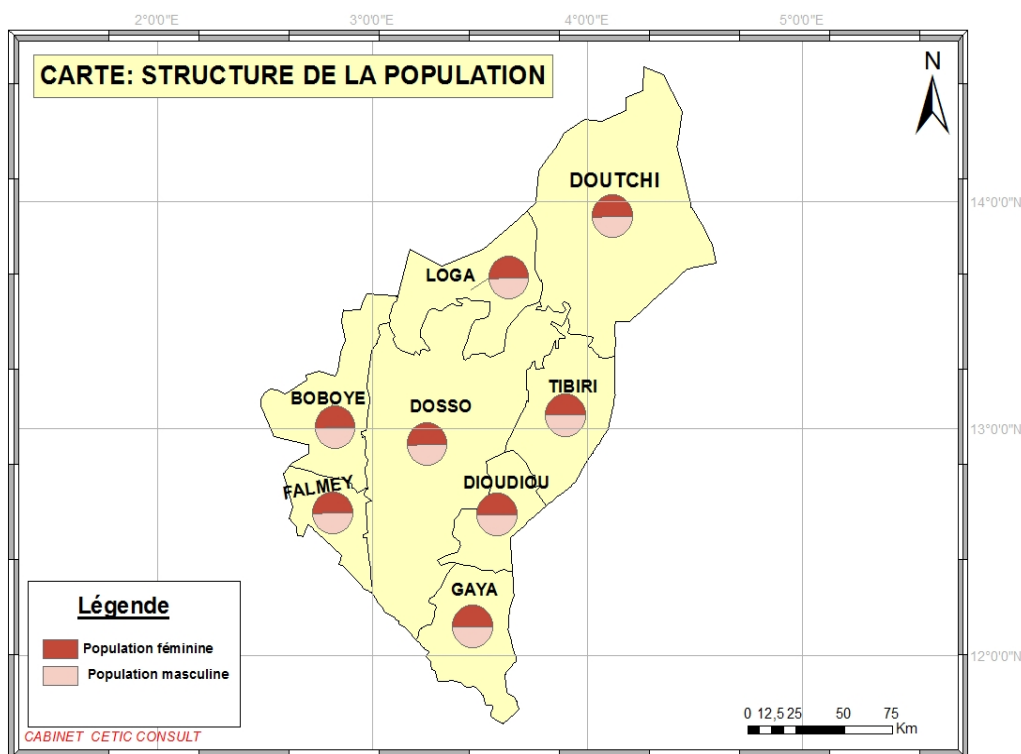 2°0'0"E 3°0'0"E 4°0'0"E 5°0'0"E
CARTE: STRUCTURE DE LA POPULATION
N
DOUTCHI
14°0'0"N
LOGA
TIBIRI
BOBOYE
DOSSO
13°0'0"N
FALMEY
DIOUDIOU
GAYA
Légende
Population féminine
Population masculine
12°0'0"N
0 12,5 25 50 75
Km
CABINET CETIC CONSULT